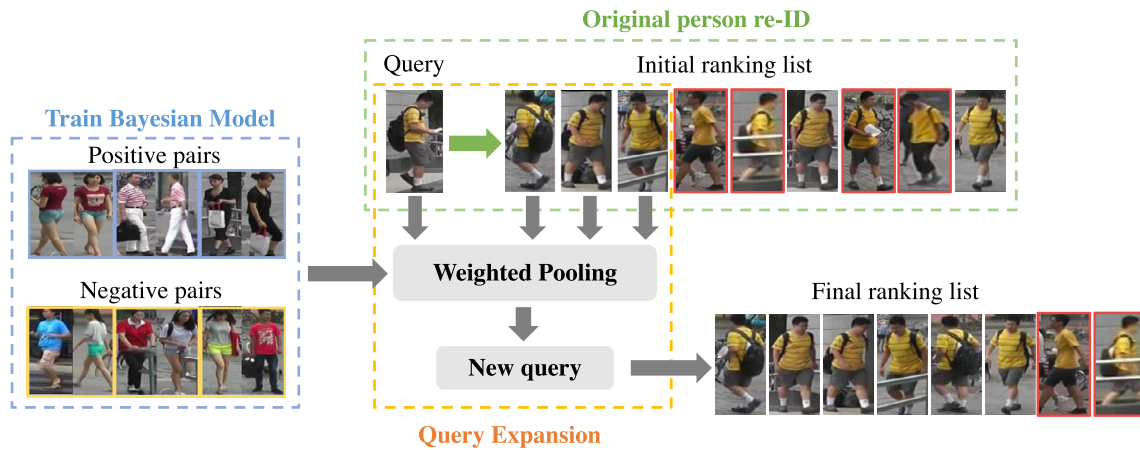 Original person re-ID
Query
Initial ranking list
Train Bayesian Model
Positive pairs
Negative pairs
Weighted Pooling
New query
Final ranking list
Query Expansion